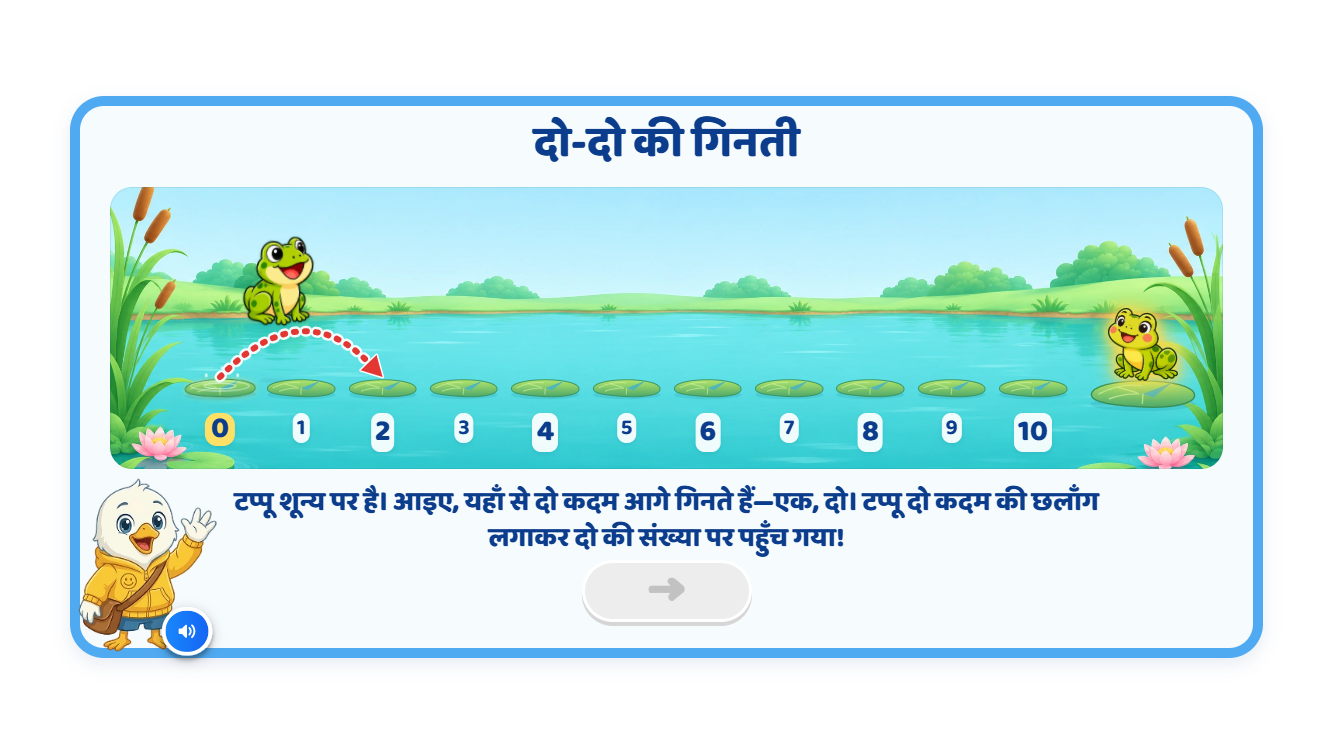 दो-दो की गिनती
0 1 2 3 4 5 6 7 8 9 10
टप्पू शून्य पर है। आइए, यहाँ से दो कदम आगे गिनते हैं—एक, दो। टप्पू दो कदम की छलाँग
लगाकर दो की संख्या पर पहुँच गया!